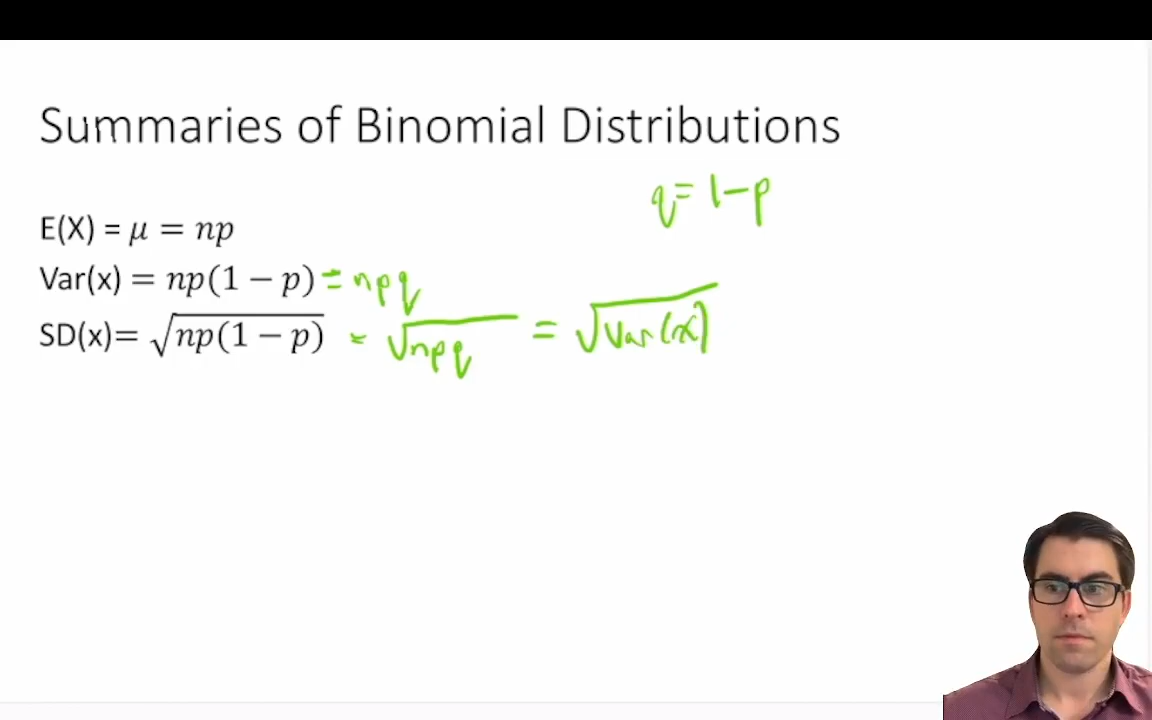 Summaries of Binomial Distributions
q = 1-p
E(X) = μ = np
Var(x) = np(1 − p) = npq
SD(x)= √np(1 − p) = √npq = √Var(x)